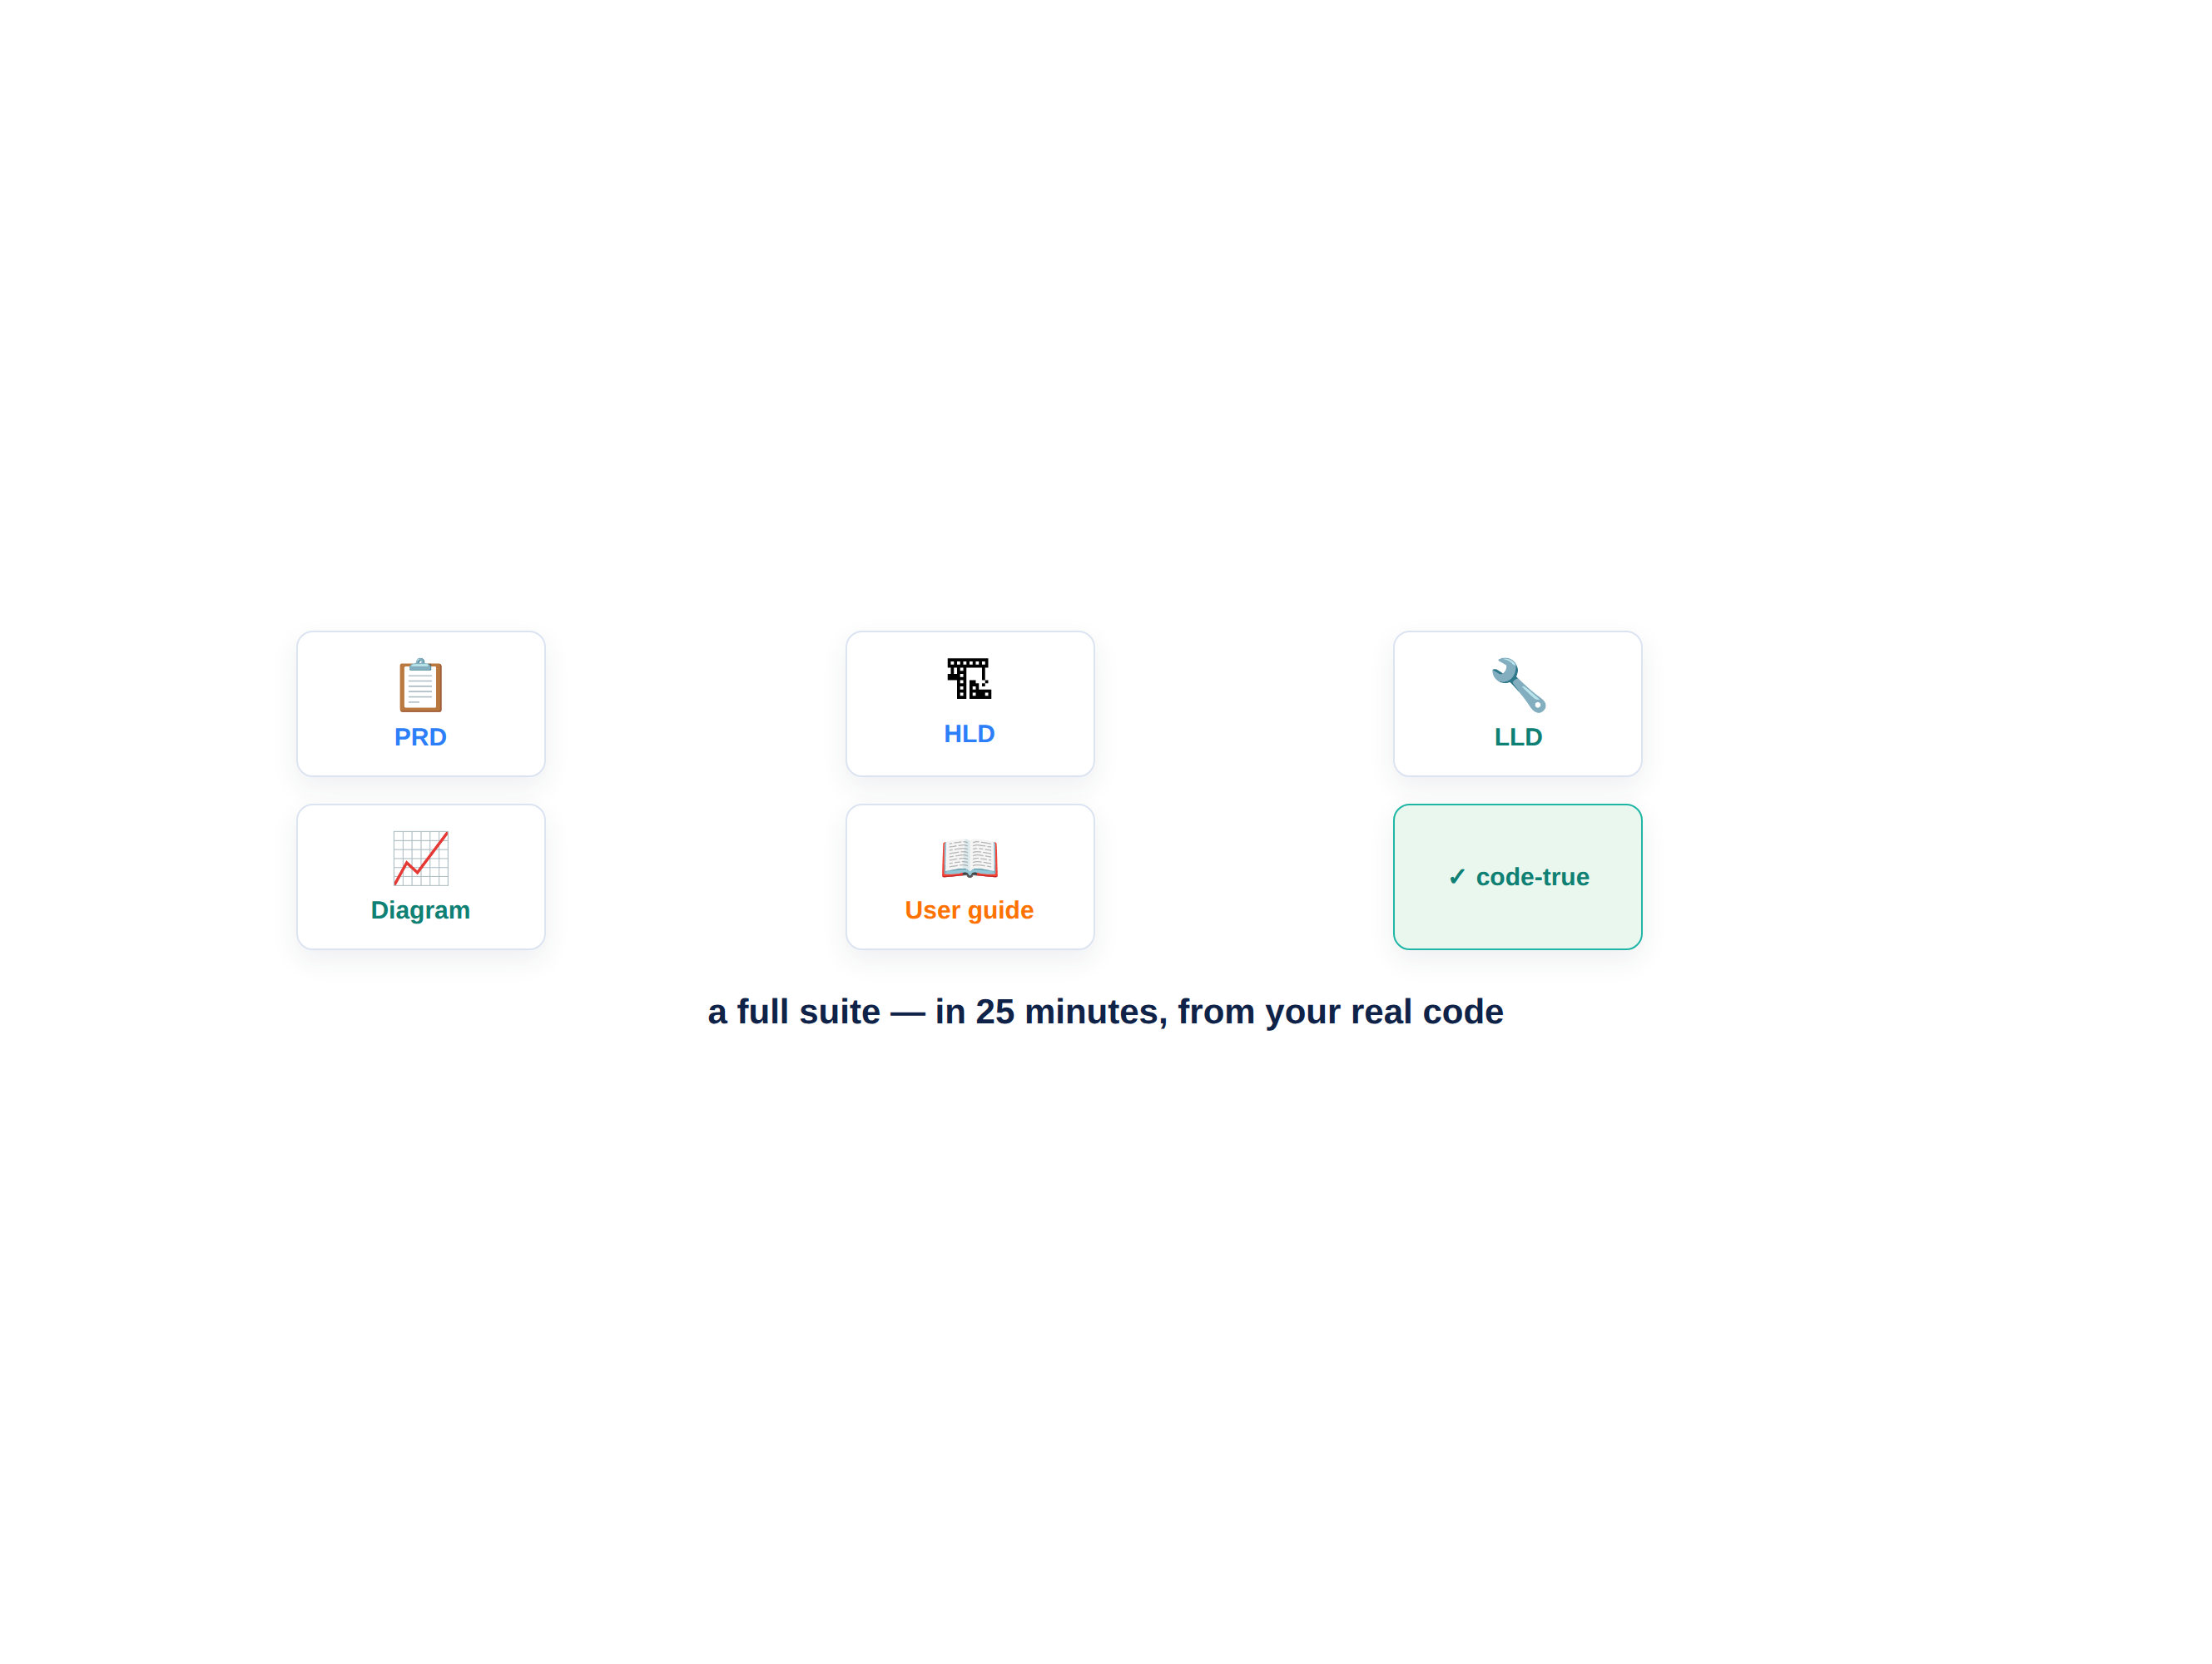 PRD
HLD
LLD
Diagram
User guide
✓ code-true
a full suite — in 25 minutes, from your real code